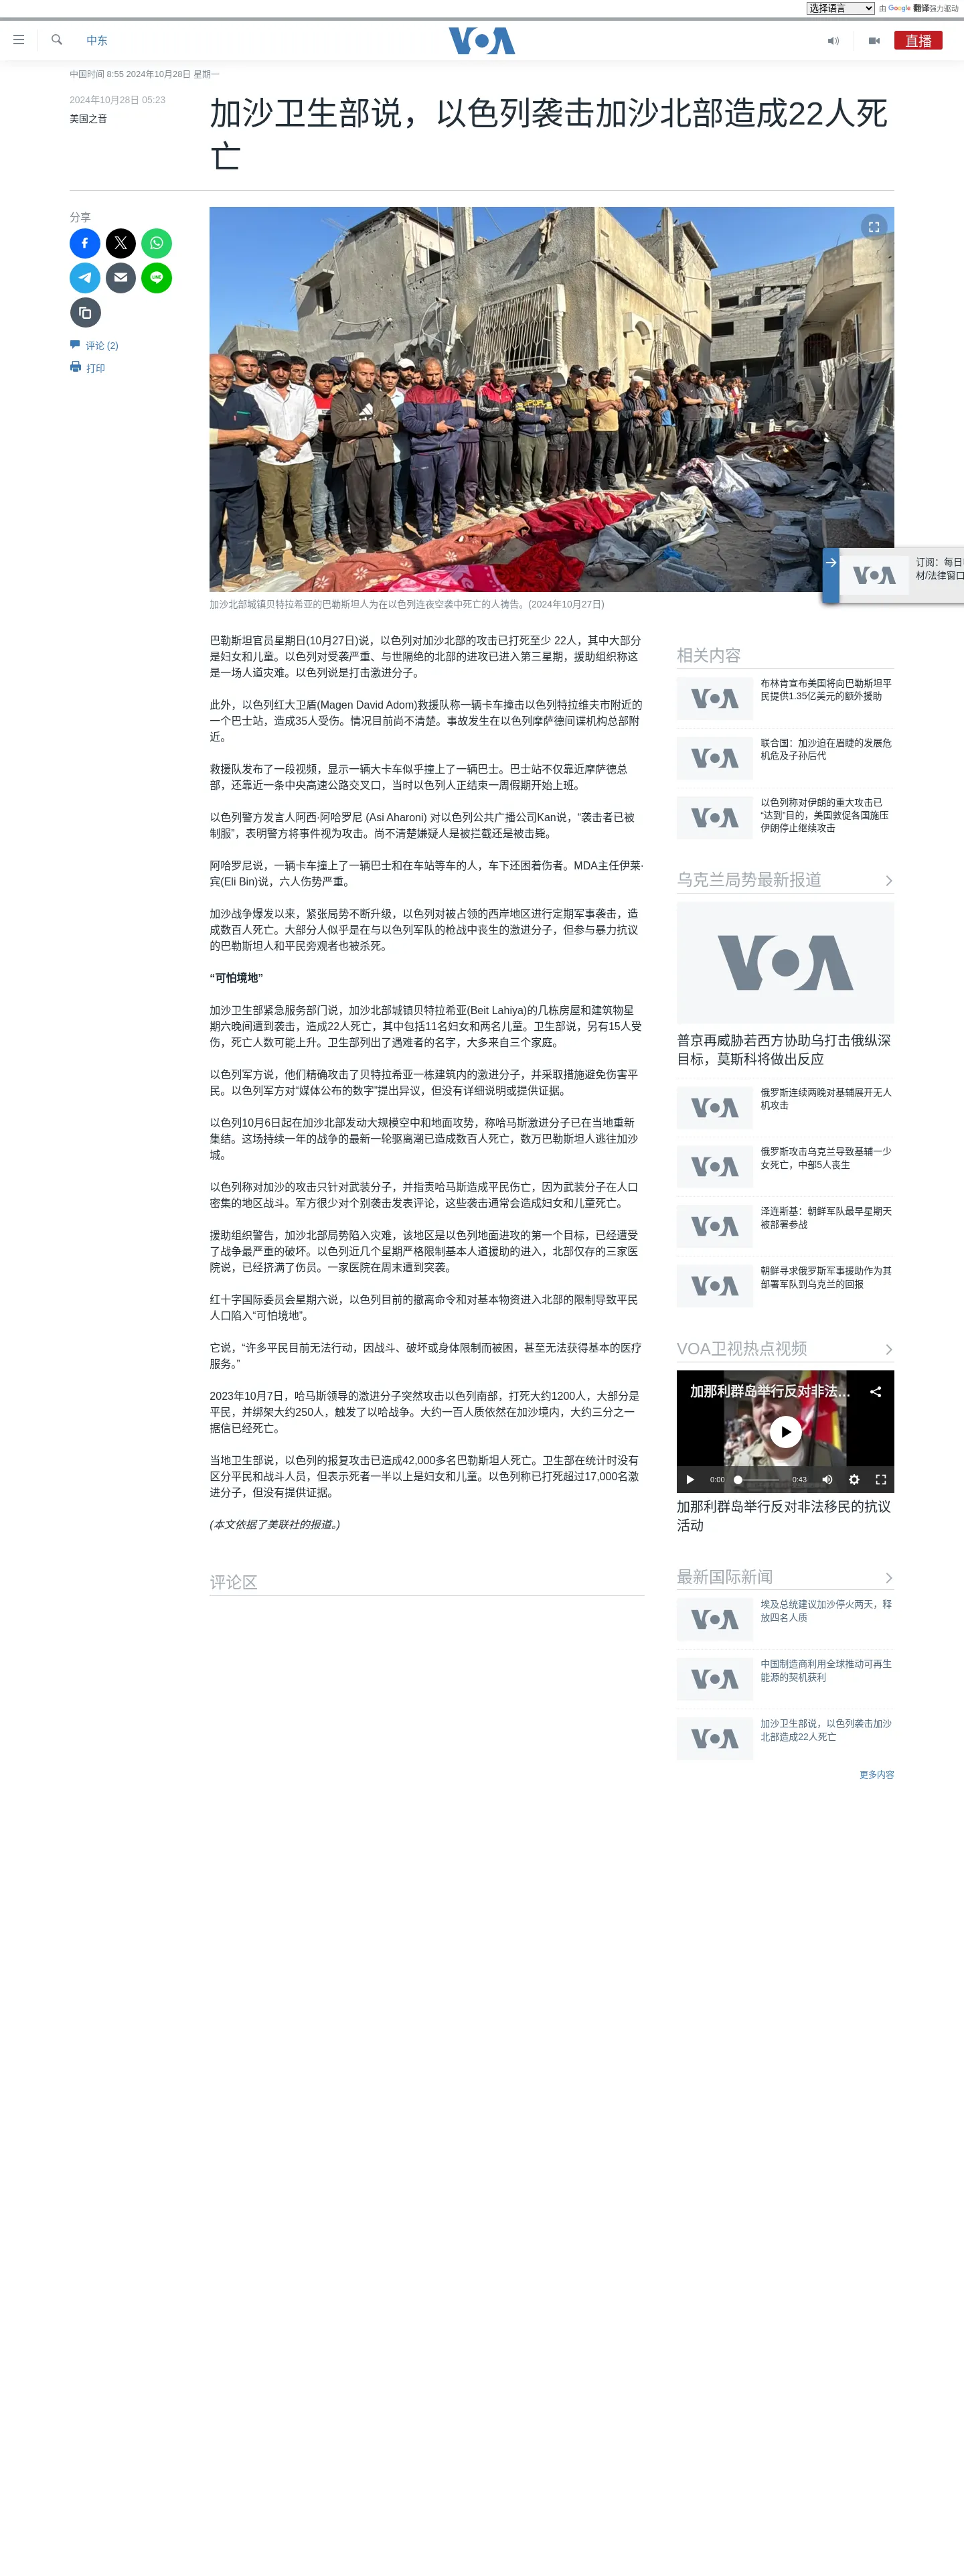 选择语言 由 Google 翻译强力驱动
中东
VOA
直播
中国时间 8:55 2024年10月28日 星期一
2024年10月28日 05:23
美国之音
加沙卫生部说，以色列袭击加沙北部造成22人死
亡
分享
LINE
评论 (2)
打印
加沙北部城镇贝特拉希亚的巴勒斯坦人为在以色列连夜空袭中死亡的人祷告。(2024年10月27日)
VOA
订阅：每日
材/法律窗口
巴勒斯坦官员星期日(10月27日)说，以色列对加沙北部的攻击已打死至少 22人，其中大部分
是妇女和儿童。以色列对受袭严重、与世隔绝的北部的进攻已进入第三星期，援助组织称这
是一场人道灾难。以色列说是打击激进分子。
此外，以色列红大卫盾(Magen David Adom)救援队称一辆卡车撞击以色列特拉维夫市附近的
一个巴士站，造成35人受伤。情况目前尚不清楚。事故发生在以色列摩萨德间谍机构总部附
近。
救援队发布了一段视频，显示一辆大卡车似乎撞上了一辆巴士。巴士站不仅靠近摩萨德总
部，还靠近一条中央高速公路交叉口，当时以色列人正结束一周假期开始上班。
以色列警方发言人阿西·阿哈罗尼 (Asi Aharoni) 对以色列公共广播公司Kan说，“袭击者已被
制服”，表明警方将事件视为攻击。尚不清楚嫌疑人是被拦截还是被击毙。
阿哈罗尼说，一辆卡车撞上了一辆巴士和在车站等车的人，车下还困着伤者。MDA主任伊莱·
宾(Eli Bin)说，六人伤势严重。
加沙战争爆发以来，紧张局势不断升级，以色列对被占领的西岸地区进行定期军事袭击，造
成数百人死亡。大部分人似乎是在与以色列军队的枪战中丧生的激进分子，但参与暴力抗议
的巴勒斯坦人和平民旁观者也被杀死。
“可怕境地”
加沙卫生部紧急服务部门说，加沙北部城镇贝特拉希亚(Beit Lahiya)的几栋房屋和建筑物星
期六晚间遭到袭击，造成22人死亡，其中包括11名妇女和两名儿童。卫生部说，另有15人受
伤，死亡人数可能上升。卫生部列出了遇难者的名字，大多来自三个家庭。
以色列军方说，他们精确攻击了贝特拉希亚一栋建筑内的激进分子，并采取措施避免伤害平
民。以色列军方对“媒体公布的数字”提出异议，但没有详细说明或提供证据。
以色列10月6日起在加沙北部发动大规模空中和地面攻势，称哈马斯激进分子已在当地重新
集结。这场持续一年的战争的最新一轮驱离潮已造成数百人死亡，数万巴勒斯坦人逃往加沙
城。
以色列称对加沙的攻击只针对武装分子，并指责哈马斯造成平民伤亡，因为武装分子在人口
密集的地区战斗。军方很少对个别袭击发表评论，这些袭击通常会造成妇女和儿童死亡。
援助组织警告，加沙北部局势陷入灾难，该地区是以色列地面进攻的第一个目标，已经遭受
了战争最严重的破坏。以色列近几个星期严格限制基本人道援助的进入，北部仅存的三家医
院说，已经挤满了伤员。一家医院在周末遭到突袭。
红十字国际委员会星期六说，以色列目前的撤离命令和对基本物资进入北部的限制导致平民
人口陷入“可怕境地”。
它说，“许多平民目前无法行动，因战斗、破坏或身体限制而被困，甚至无法获得基本的医疗
服务。”
2023年10月7日，哈马斯领导的激进分子突然攻击以色列南部，打死大约1200人，大部分是
平民，并绑架大约250人，触发了以哈战争。大约一百人质依然在加沙境内，大约三分之一
据信已经死亡。
当地卫生部说，以色列的报复攻击已造成42,000多名巴勒斯坦人死亡。卫生部在统计时没有
区分平民和战斗人员，但表示死者一半以上是妇女和儿童。以色列称已打死超过17,000名激
进分子，但没有提供证据。
(本文依据了美联社的报道。)
评论区
相关内容
VOA
布林肯宣布美国将向巴勒斯坦平
民提供1.35亿美元的额外援助
VOA
联合国：加沙迫在眉睫的发展危
机危及子孙后代
VOA
以色列称对伊朗的重大攻击已
“达到”目的，美国敦促各国施压
伊朗停止继续攻击
乌克兰局势最新报道
VOA
普京再威胁若西方协助乌打击俄纵深
目标，莫斯科将做出反应
VOA
俄罗斯连续两晚对基辅展开无人
机攻击
VOA
俄罗斯攻击乌克兰导致基辅一少
女死亡，中部5人丧生
VOA
泽连斯基：朝鲜军队最早星期天
被部署参战
VOA
朝鲜寻求俄罗斯军事援助作为其
部署军队到乌克兰的回报
VOA卫视热点视频
加那利群岛举行反对非法...
0:00 0:43
加那利群岛举行反对非法移民的抗议
活动
最新国际新闻
VOA
埃及总统建议加沙停火两天，释
放四名人质
VOA
中国制造商利用全球推动可再生
能源的契机获利
VOA
加沙卫生部说，以色列袭击加沙
北部造成22人死亡
更多内容